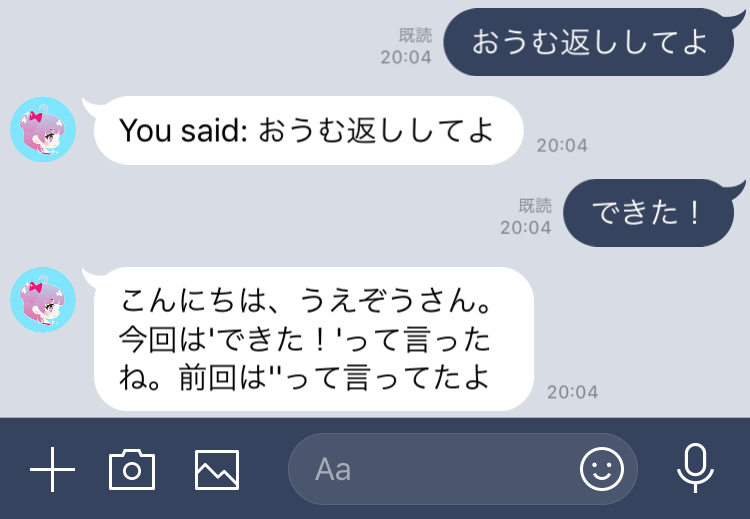 おうむ返ししてよ
既読
20:04
You said: おうむ返ししてよ
20:04
できた！
既読
20:04
こんにちは、うえぞうさん。
今回は'できた！'って言った
ね。前回は''って言ってたよ
20:04
Aa